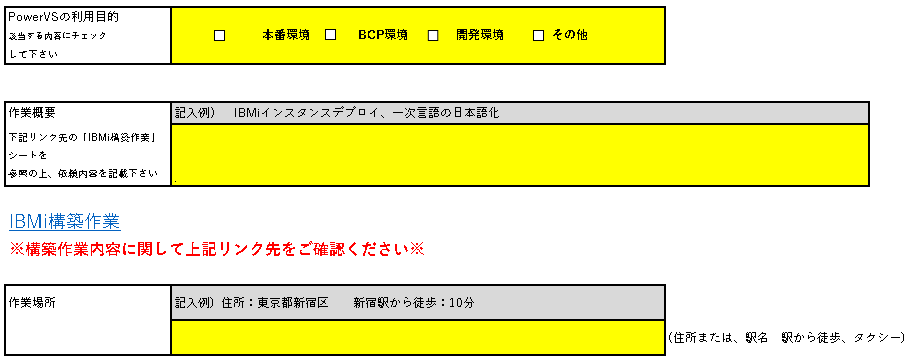 PowerVSの利用目的
該当する内容にチェック
して下さい
□ 本番環境 □ BCP環境 □ 開発環境 □ その他
作業概要
記入例） IBMiインスタンスデプロイ、一次言語の日本語化
下記リンク先の「IBMi構築作業」
シートを
参照の上、依頼内容を記載下さい
IBMi構築作業
※構築作業内容に関して上記リンク先をご確認ください※
作業場所
記入例）住所：東京都新宿区　新宿駅から徒歩：10分
(住所または、駅名　駅から徒歩、タクシー)